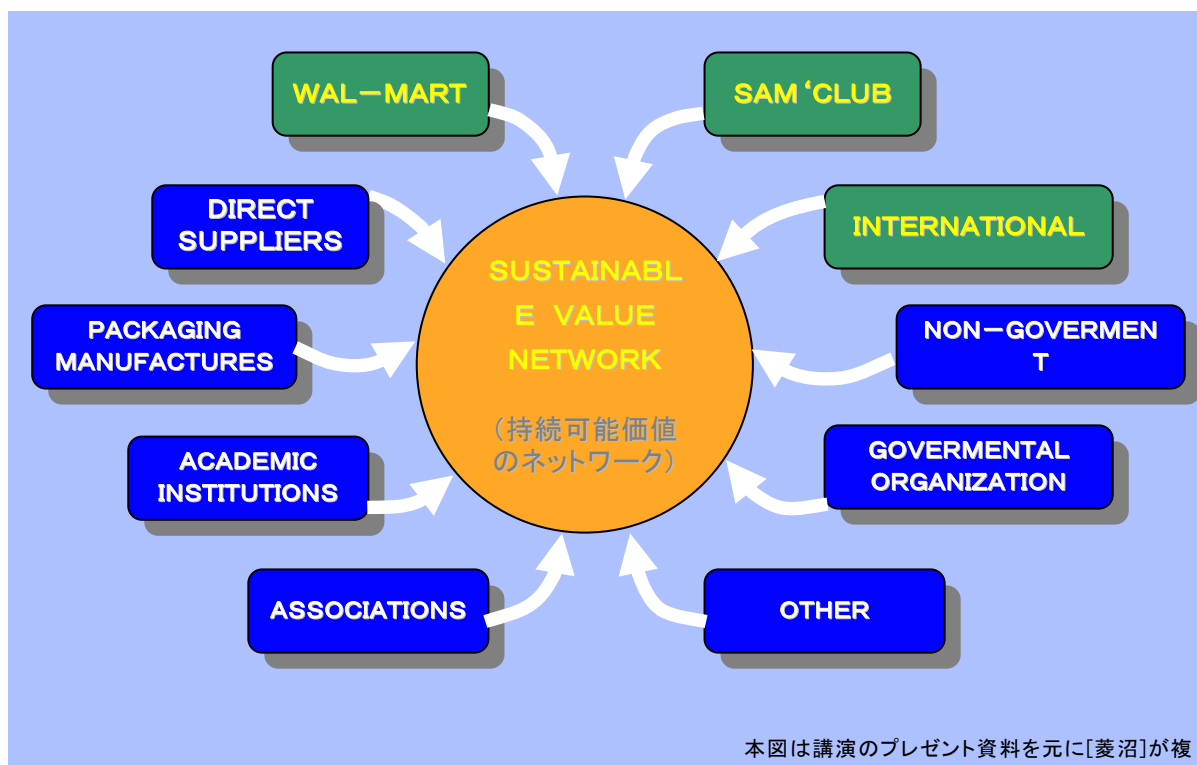 WAL－MART
SAM ‘CLUB
DIRECT
SUPPLIERS
INTERNATIONAL
SUSTAINABL
E VALUE
NETWORK
（持続可能価値
のネットワーク）
PACKAGING
MANUFACTURES
NON－GOVERMEN
T
ACADEMIC
INSTITUTIONS
GOVERMENTAL
ORGANIZATION
ASSOCIATIONS
OTHER
本図は講演のプレゼント資料を元に[菱沼]が複